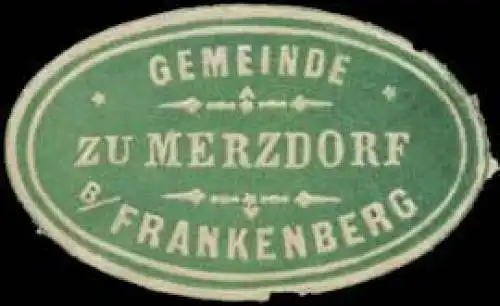 GEMEINDE
ZU MERZDORF
B/ FRANKENBERG